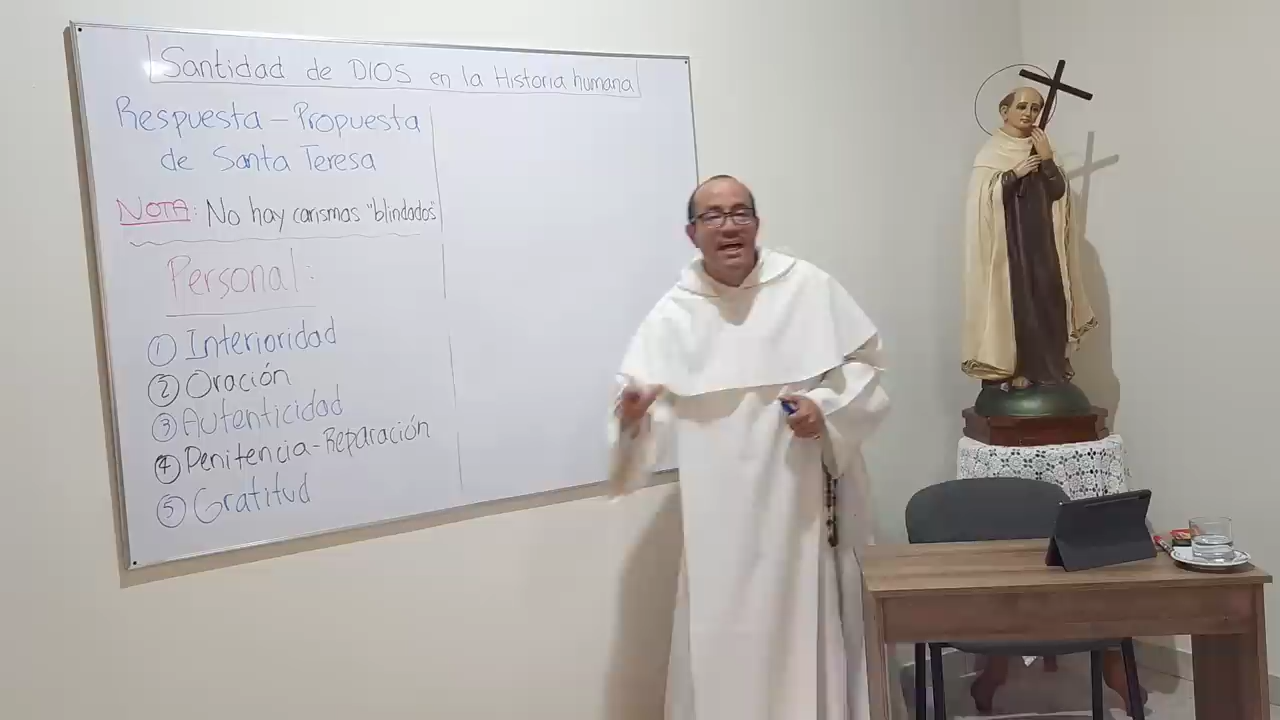 Santidad de DIOS en la Historia humana
Respuesta - Propuesta
de Santa Teresa
NOTA: No hay carismas "blindados"
Personal:
① Interioridad
② Oración
③ Autenticidad
④ Penitencia-Reparación
⑤ Gratitud